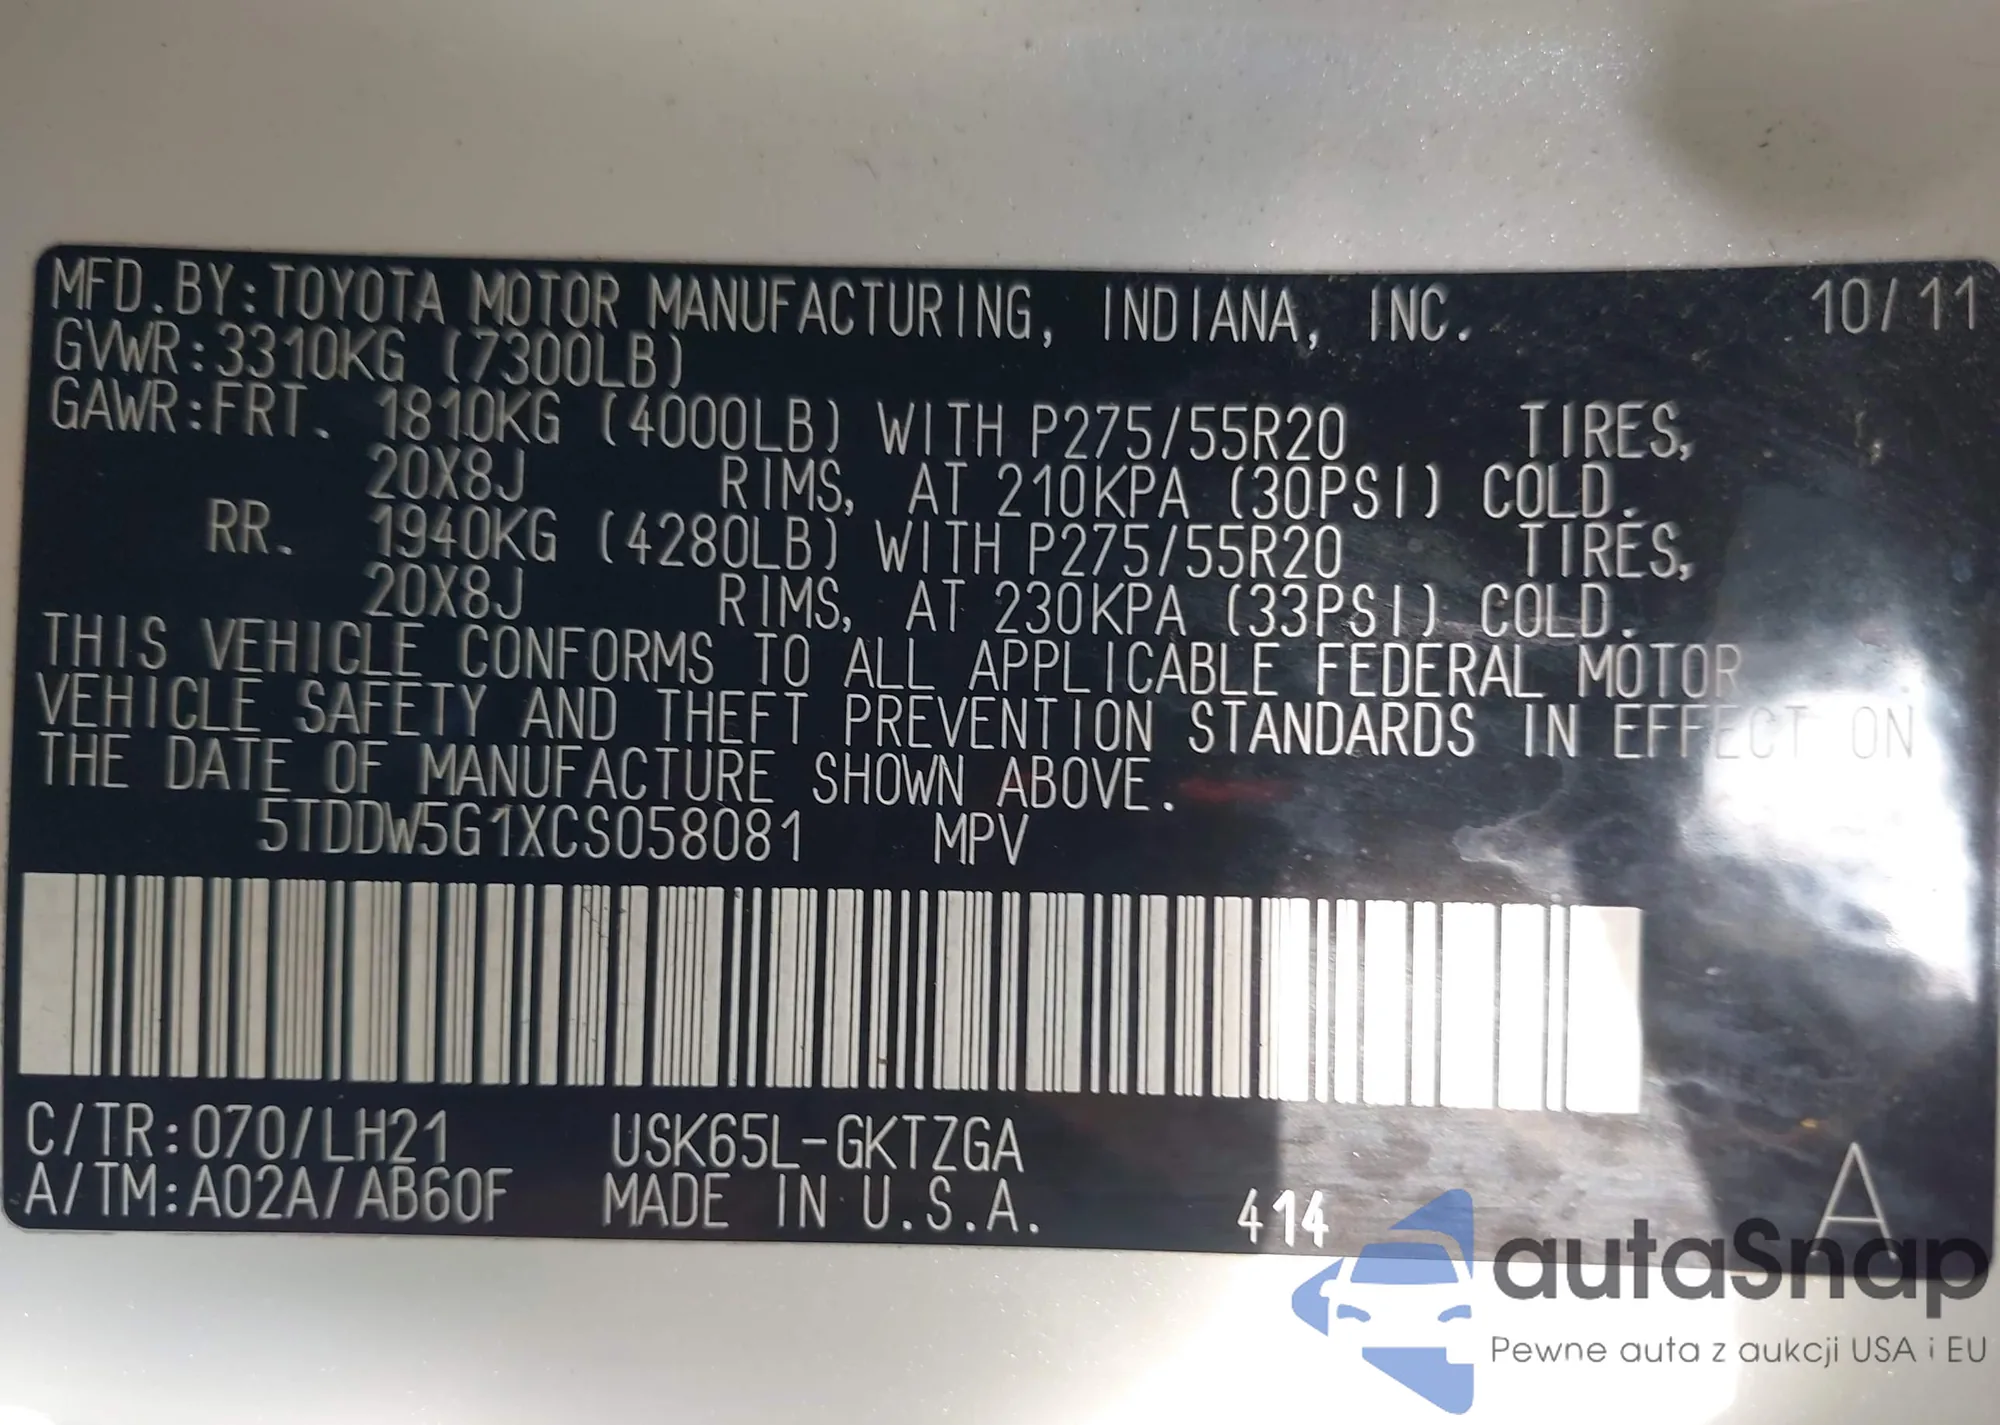 MFD.BY:TOYOTA MOTOR MANUFACTURING, INDIANA, INC. 10/11
GVWR:3310KG (7300LB)
GAWR:FRT. 1810KG (4000LB) WITH P275/55R20 TIRES,
20X8J RIMS, AT 210KPA (30PSI) COLD.
RR. 1940KG (4280LB) WITH P275/55R20 TIRES,
20X8J RIMS, AT 230KPA (33PSI) COLD.
THIS VEHICLE CONFORMS TO ALL APPLICABLE FEDERAL MOTOR
VEHICLE SAFETY AND THEFT PREVENTION STANDARDS IN EFFECT ON
THE DATE OF MANUFACTURE SHOWN ABOVE.
5TDDW5G1XCS058081 MPV
C/TR:070/LH21 USK65L-GKTZGA
A/TM:A02A/AB60F MADE IN U.S.A. 414 A
autaSnap
Pewne auta z aukcji USA i EU